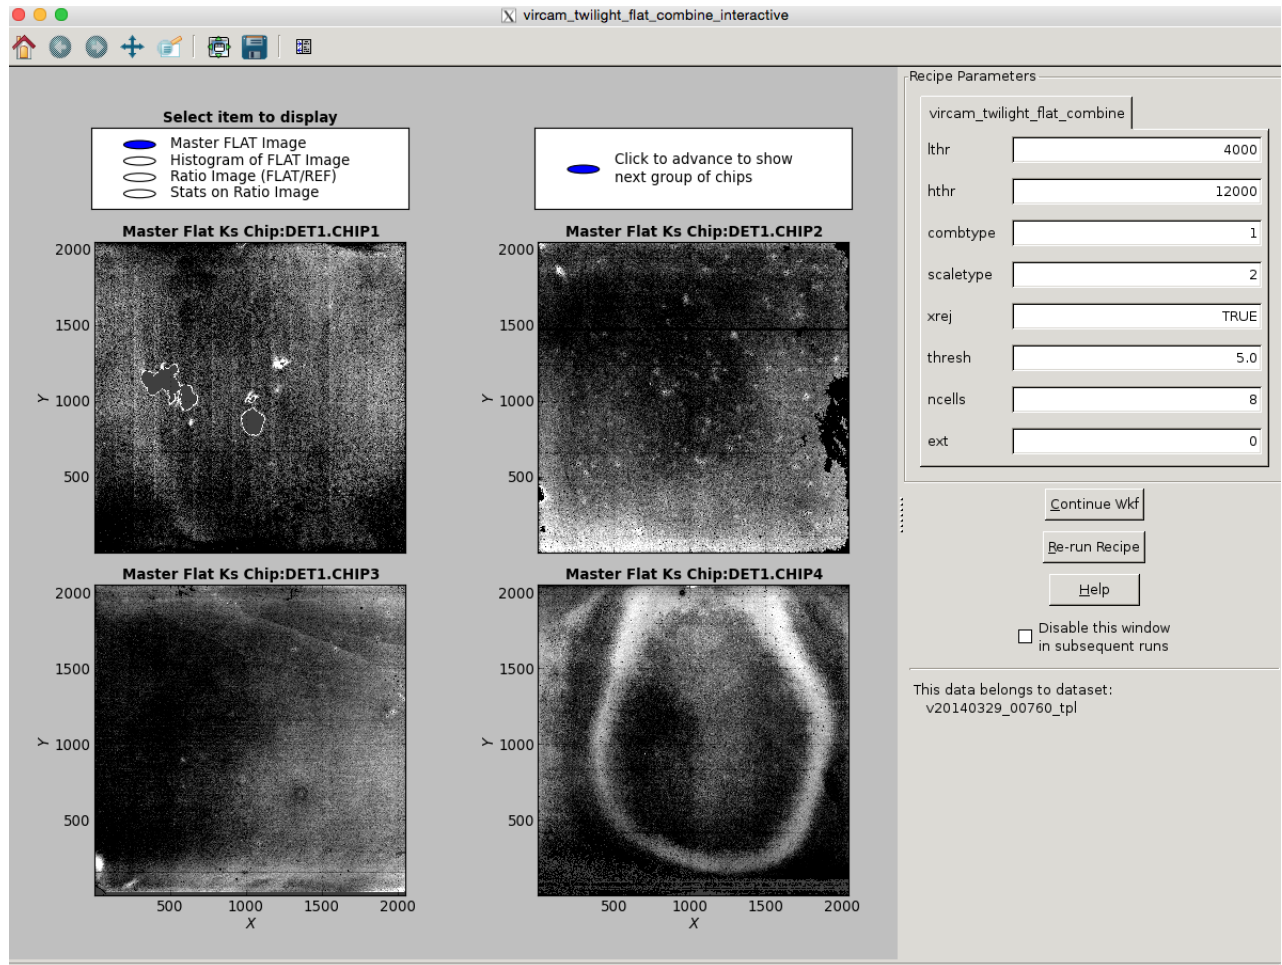 vircam_twilight_flat_combine_interactive
Select item to display
Master FLAT Image
Histogram of FLAT Image
Ratio Image (FLAT/REF)
Stats on Ratio Image
Click to advance to show
next group of chips
Master Flat Ks Chip:DET1.CHIP1
2000
1500
1000
500
Y
Master Flat Ks Chip:DET1.CHIP2
2000
1500
1000
500
Y
Master Flat Ks Chip:DET1.CHIP3
2000
1500
1000
500
Y
500 1000 1500 2000
X
Master Flat Ks Chip:DET1.CHIP4
2000
1500
1000
500
Y
500 1000 1500 2000
X
Recipe Parameters
vircam_twilight_flat_combine
lthr 4000
hthr 12000
combtype 1
scaletype 2
xrej TRUE
thresh 5.0
ncells 8
ext 0
Continue Wkf
Re-run Recipe
Help
Disable this window
in subsequent runs
This data belongs to dataset:
v20140329_00760_tpl